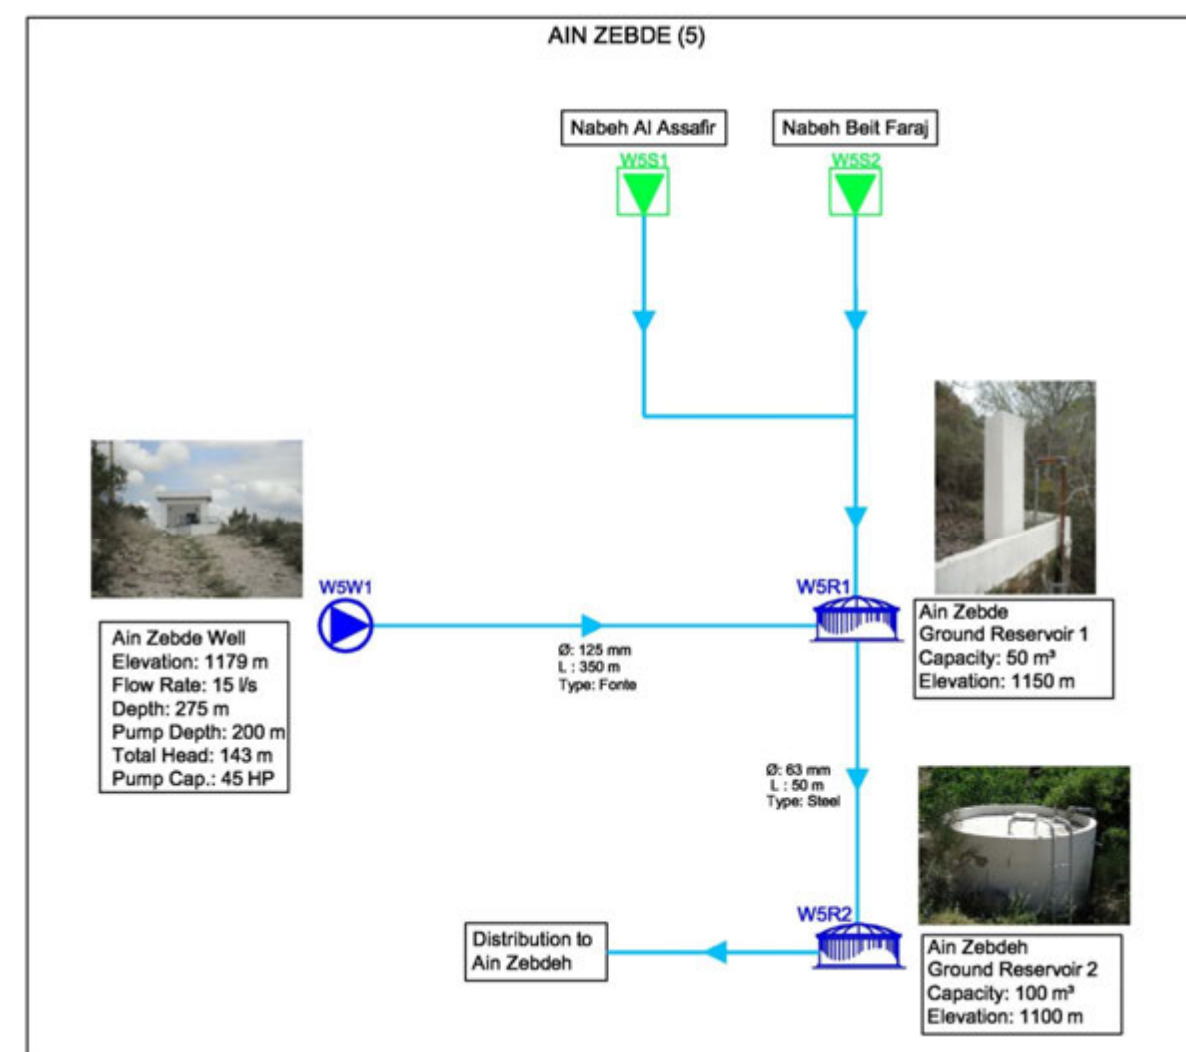 AIN ZEBDE (5)
Nabeh Al Assafir
Nabeh Beit Faraj
W5S1
W5S2
W5W1
Ain Zebde Well
Elevation: 1179 m
Flow Rate: 15 l/s
Depth: 275 m
Pump Depth: 200 m
Total Head: 143 m
Pump Cap.: 45 HP
Ø: 125 mm
L : 350 m
Type: Fonte
W5R1
Ain Zebde
Ground Reservoir 1
Capacity: 50 m³
Elevation: 1150 m
Ø: 63 mm
L : 50 m
Type: Steel
W5R2
Ain Zebdeh
Ground Reservoir 2
Capacity: 100 m³
Elevation: 1100 m
Distribution to
Ain Zebdeh